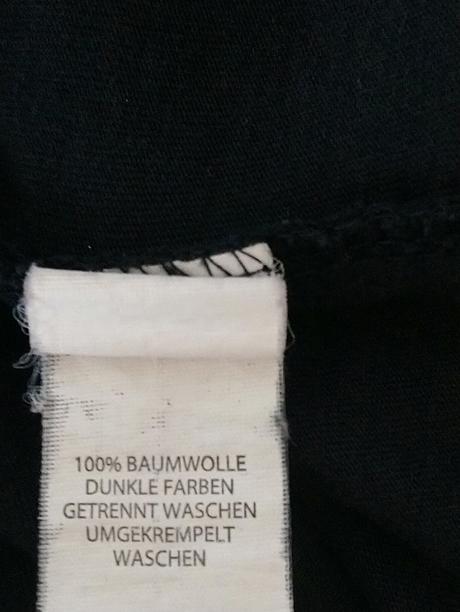 100% BAUMWOLLE
DUNKLE FARBEN
GETRENNT WASCHEN
UMGEKREMPELT
WASCHEN